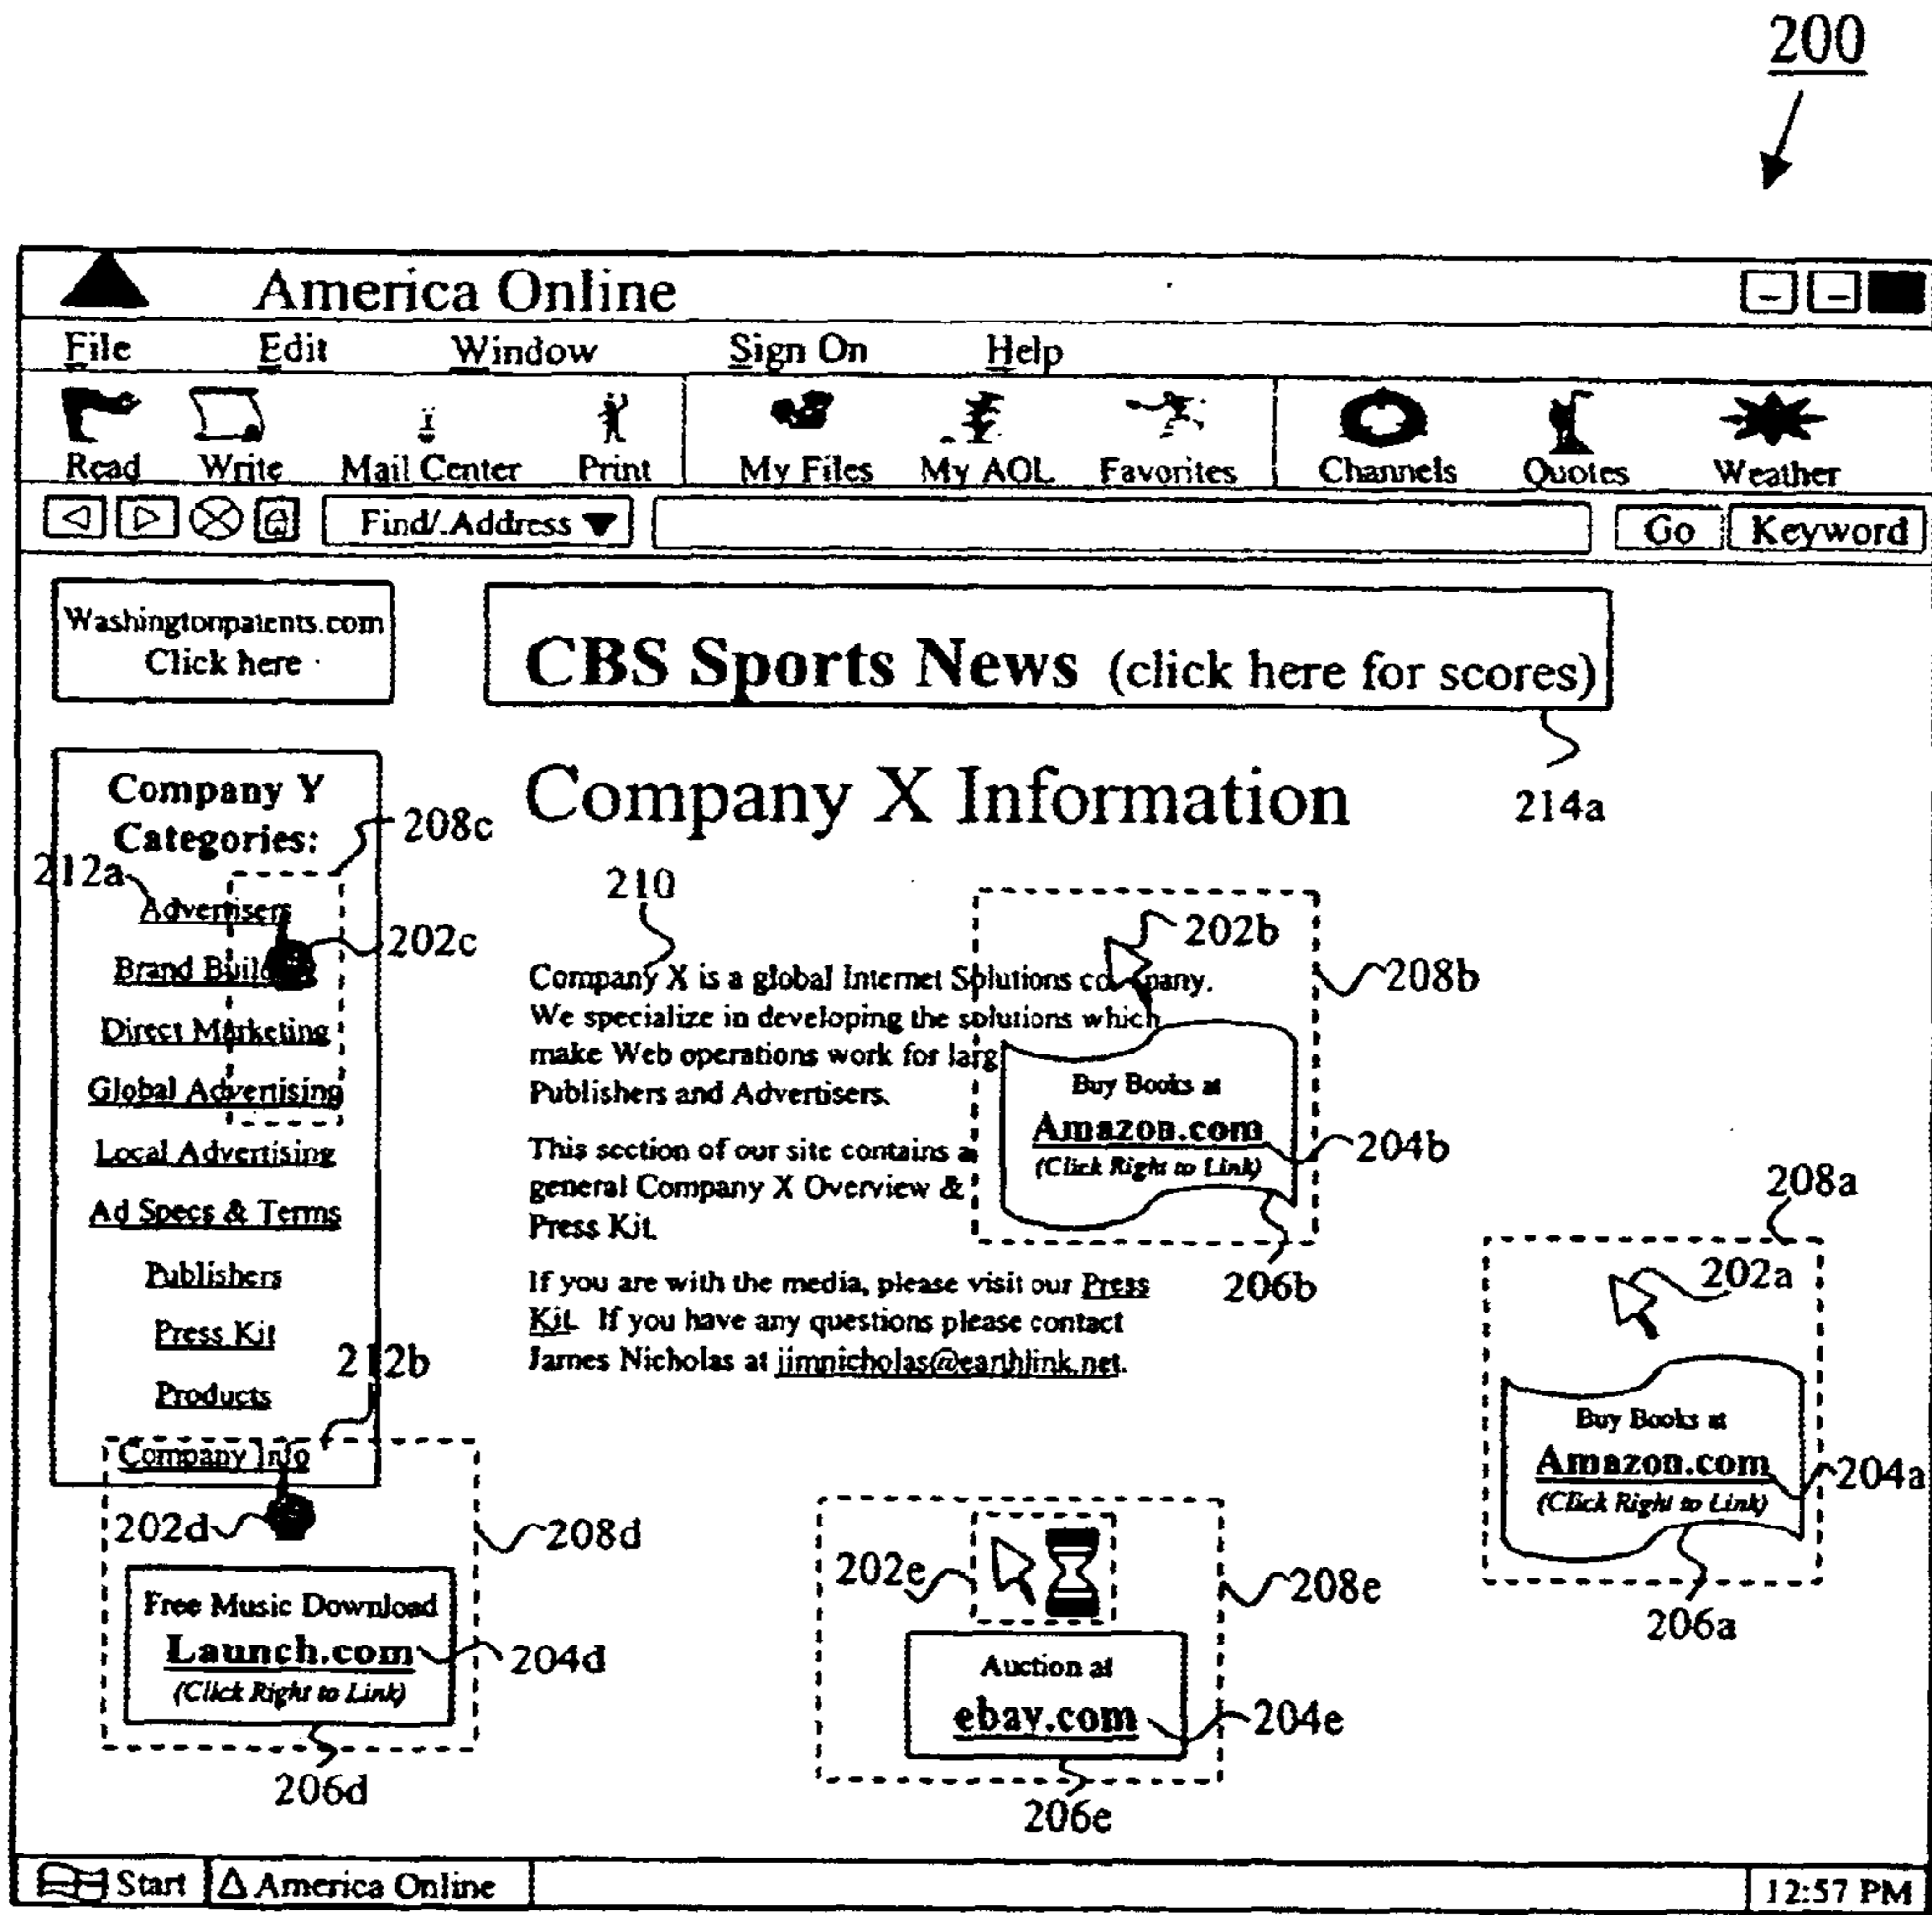 200
America Online
File Edit Window Sign On Help
Read Write Mail Center Print My Files My AOL Favorites Channels Quotes Weather
Find/.Address Go Keyword
Washingtonpatents.com
Click here
CBS Sports News (click here for scores)
214a
Company X Information
Company Y
Categories:
208c
212a
Advertisers
202c
Brand
Direct Marketing
Global Advertising
Local Advertising
Ad Specs & Terms
Publishers
Press Kit
212b
Products
Company Info
202d
208d
Free Music Download
Launch.com
204d
(Click Right to Link)
206d
210
Company X is a global Internet Solutions company.
We specialize in developing the solutions which
make Web operations work for larg
Publishers and Advertisers.
This section of our site contains a
general Company X Overview &
Press Kit.
If you are with the media, please visit our Press
Kit. If you have any questions please contact
James Nicholas at jimnicholas@earthlink.net.
202b
208b
Buy Books at
Amazon.com
204b
(Click Right to Link)
206b
208a
202a
Buy Books at
Amazon.com
204a
(Click Right to Link)
206a
202e
208e
Auction at
ebay.com
204e
206e
Start America Online 12:57 PM